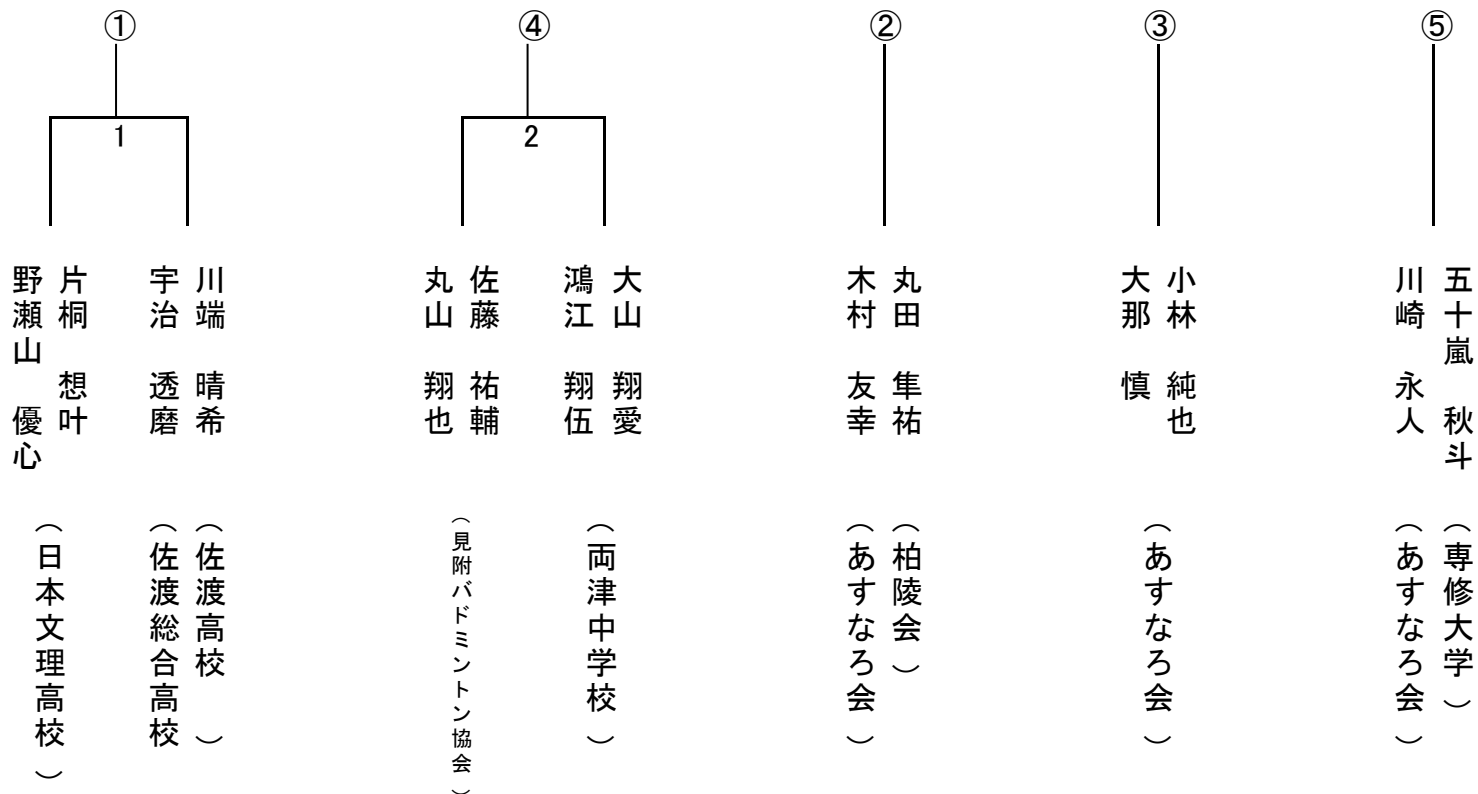 ①
④
②
③
⑤
1
2
片桐 想叶
野瀬山 優心
(日本文理高校)
川端 晴希
宇治 透磨
(佐渡高校 )
(佐渡総合高校
佐藤 祐輔
丸山 翔也
(見附バドミントン協会)
大山 翔愛
鴻江 翔伍
(両津中学校)
丸田 隼祐
木村 友幸
(柏陵会)
(あすなろ会)
小林 純也
大那 慎
(あすなろ会)
五十嵐 秋斗
川崎 永人
(専修大学)
(あすなろ会)